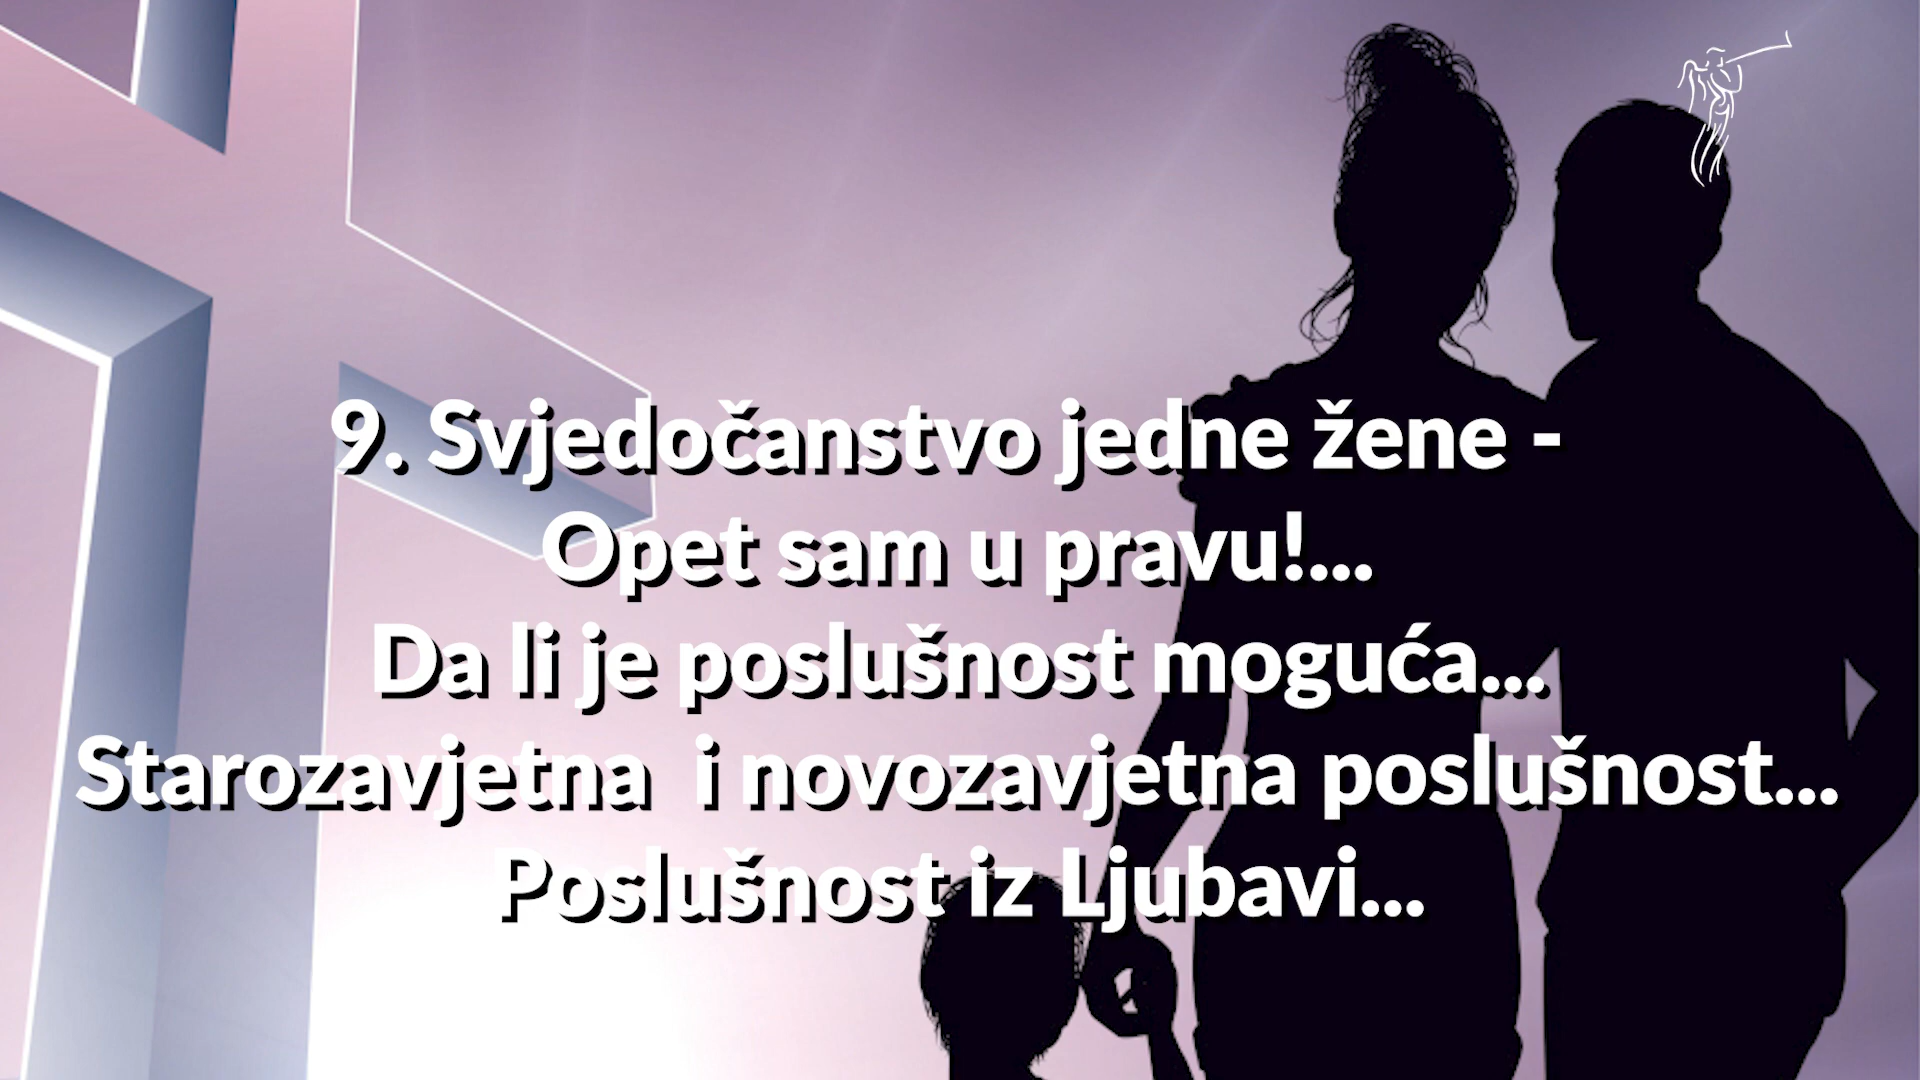 9. Svjedočanstvo jedne žene -
Opet sam u pravu!...
Da li je poslušnost moguća...
Starozavjetna  i novozavjetna poslušnost...
Poslušnost iz Ljubavi...